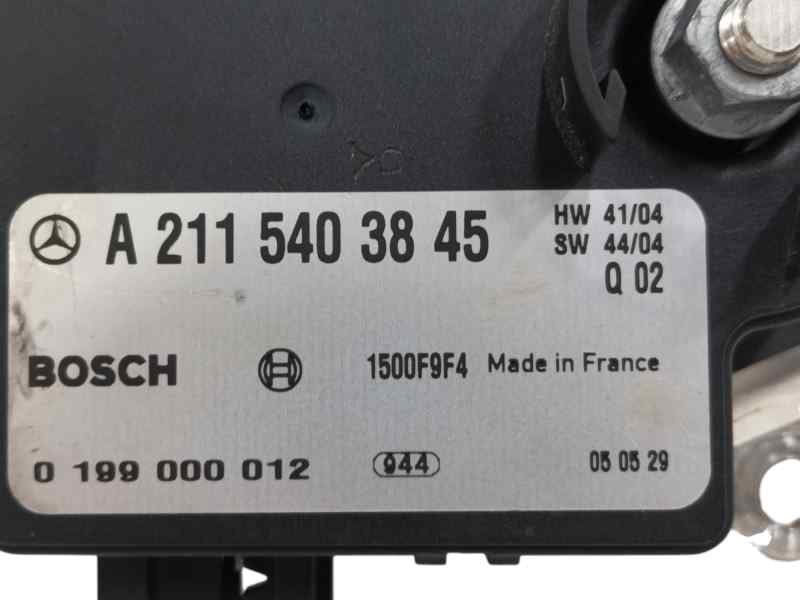 A 211 540 38 45
HW 41/04
SW 44/04
Q 02
BOSCH
1500F9F4 Made in France
0 199 000 012
944
05 05 29